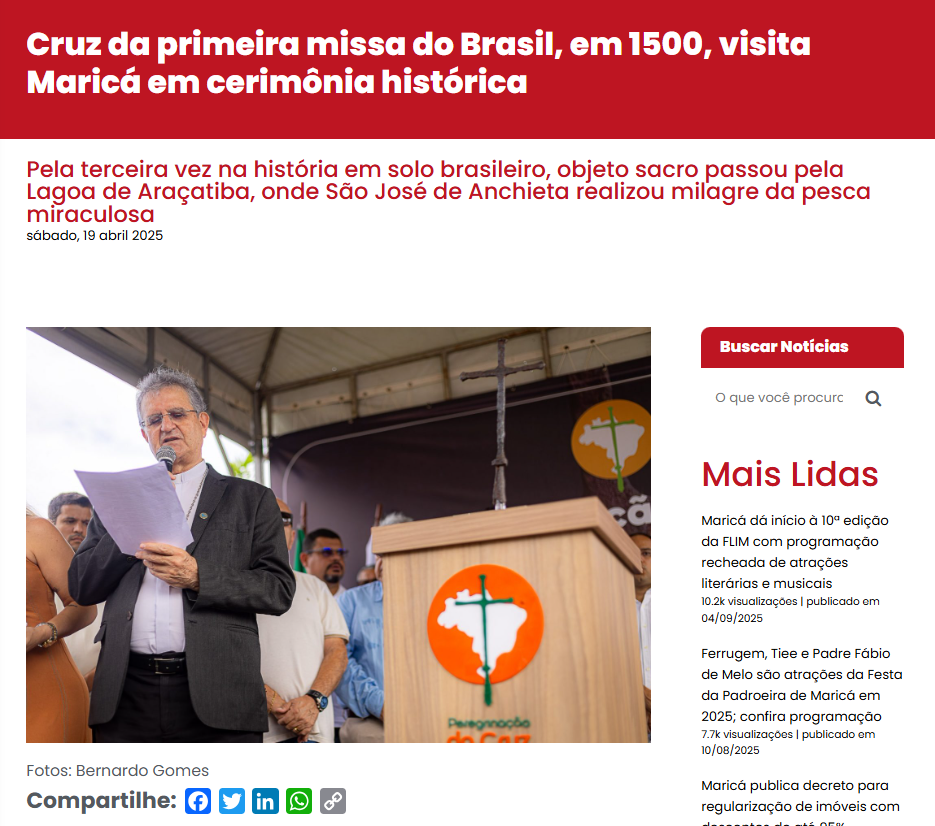 Cruz da primeira missa do Brasil, em 1500, visita
Maricá em cerimônia histórica
Pela terceira vez na história em solo brasileiro, objeto sacro passou pela
Lagoa de Araçatiba, onde São José de Anchieta realizou milagre da pesca
miraculosa
sábado, 19 abril 2025
Peregrinação
da Cruz
Fotos: Bernardo Gomes
Compartilhe:
Buscar Notícias
O que você procurc
Mais Lidas
Maricá dá início à 10ª edição
da FLIM com programação
recheada de atrações
literárias e musicais
10.2k visualizações | publicado em
04/09/2025
Ferrugem, Tiee e Padre Fábio
de Melo são atrações da Festa
da Padroeira de Maricá em
2025; confira programação
7.7k visualizações | publicado em
10/08/2025
Maricá publica decreto para
regularização de imóveis com